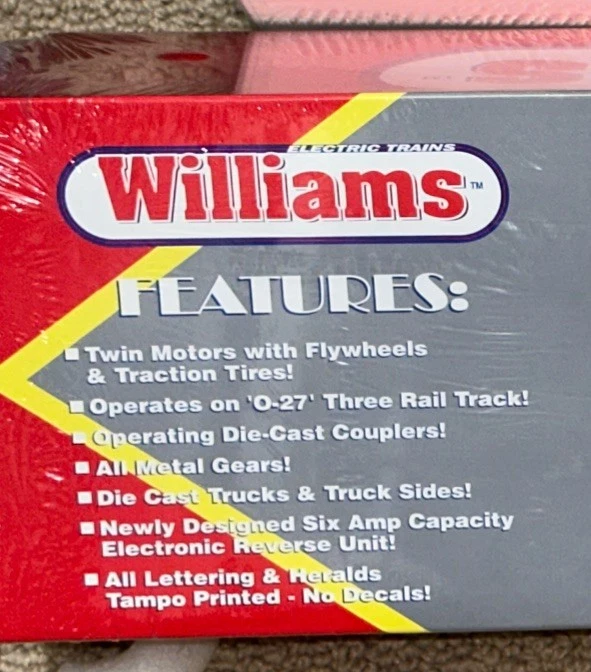 ELECTRIC TRAINS
Williams™
FEATURES:
▪ Twin Motors with Flywheels
& Traction Tires!
▪ Operates on 'O-27' Three Rail Track!
▪ Operating Die-Cast Couplers!
▪ All Metal Gears!
▪ Die Cast Trucks & Truck Sides!
▪ Newly Designed Six Amp Capacity
Electronic Reverse Unit!
▪ All Lettering & Heralds
Tampo Printed - No Decals!